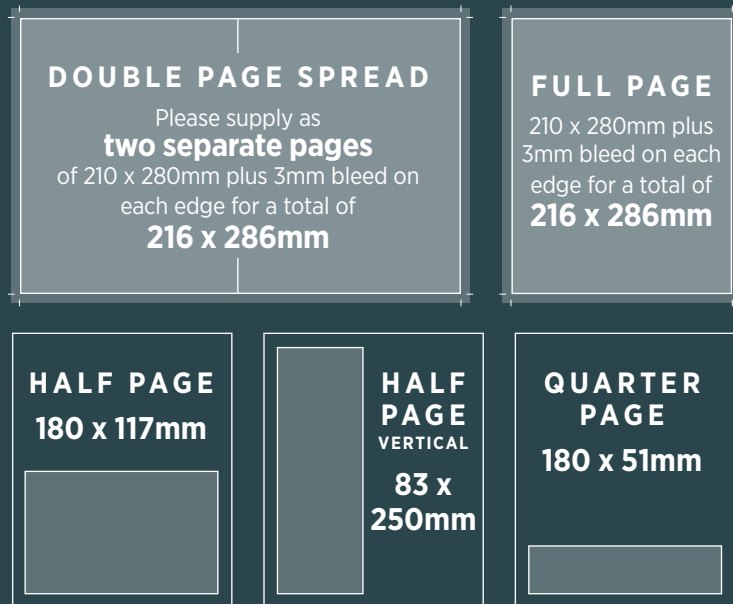 DOUBLE PAGE SPREAD
Please supply as
two separate pages
of 210 x 280mm plus 3mm bleed on
each edge for a total of
216 x 286mm
FULL PAGE
210 x 280mm plus
3mm bleed on each
edge for a total of
216 x 286mm
HALF PAGE
180 x 117mm
HALF
PAGE
VERTICAL
83 x
250mm
QUARTER
PAGE
180 x 51mm